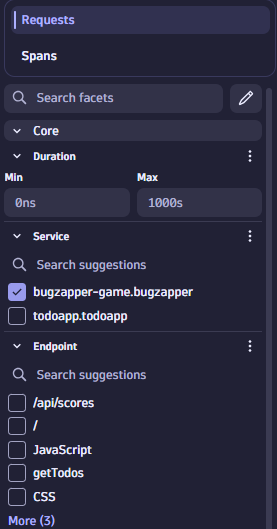 Requests
Spans
Search facets
Core
Duration
Min Max
0ns 1000s
Service
Search suggestions
bugzapper-game.bugzapper
todoapp.todoapp
Endpoint
Search suggestions
/api/scores
/
JavaScript
getTodos
CSS
More (3)